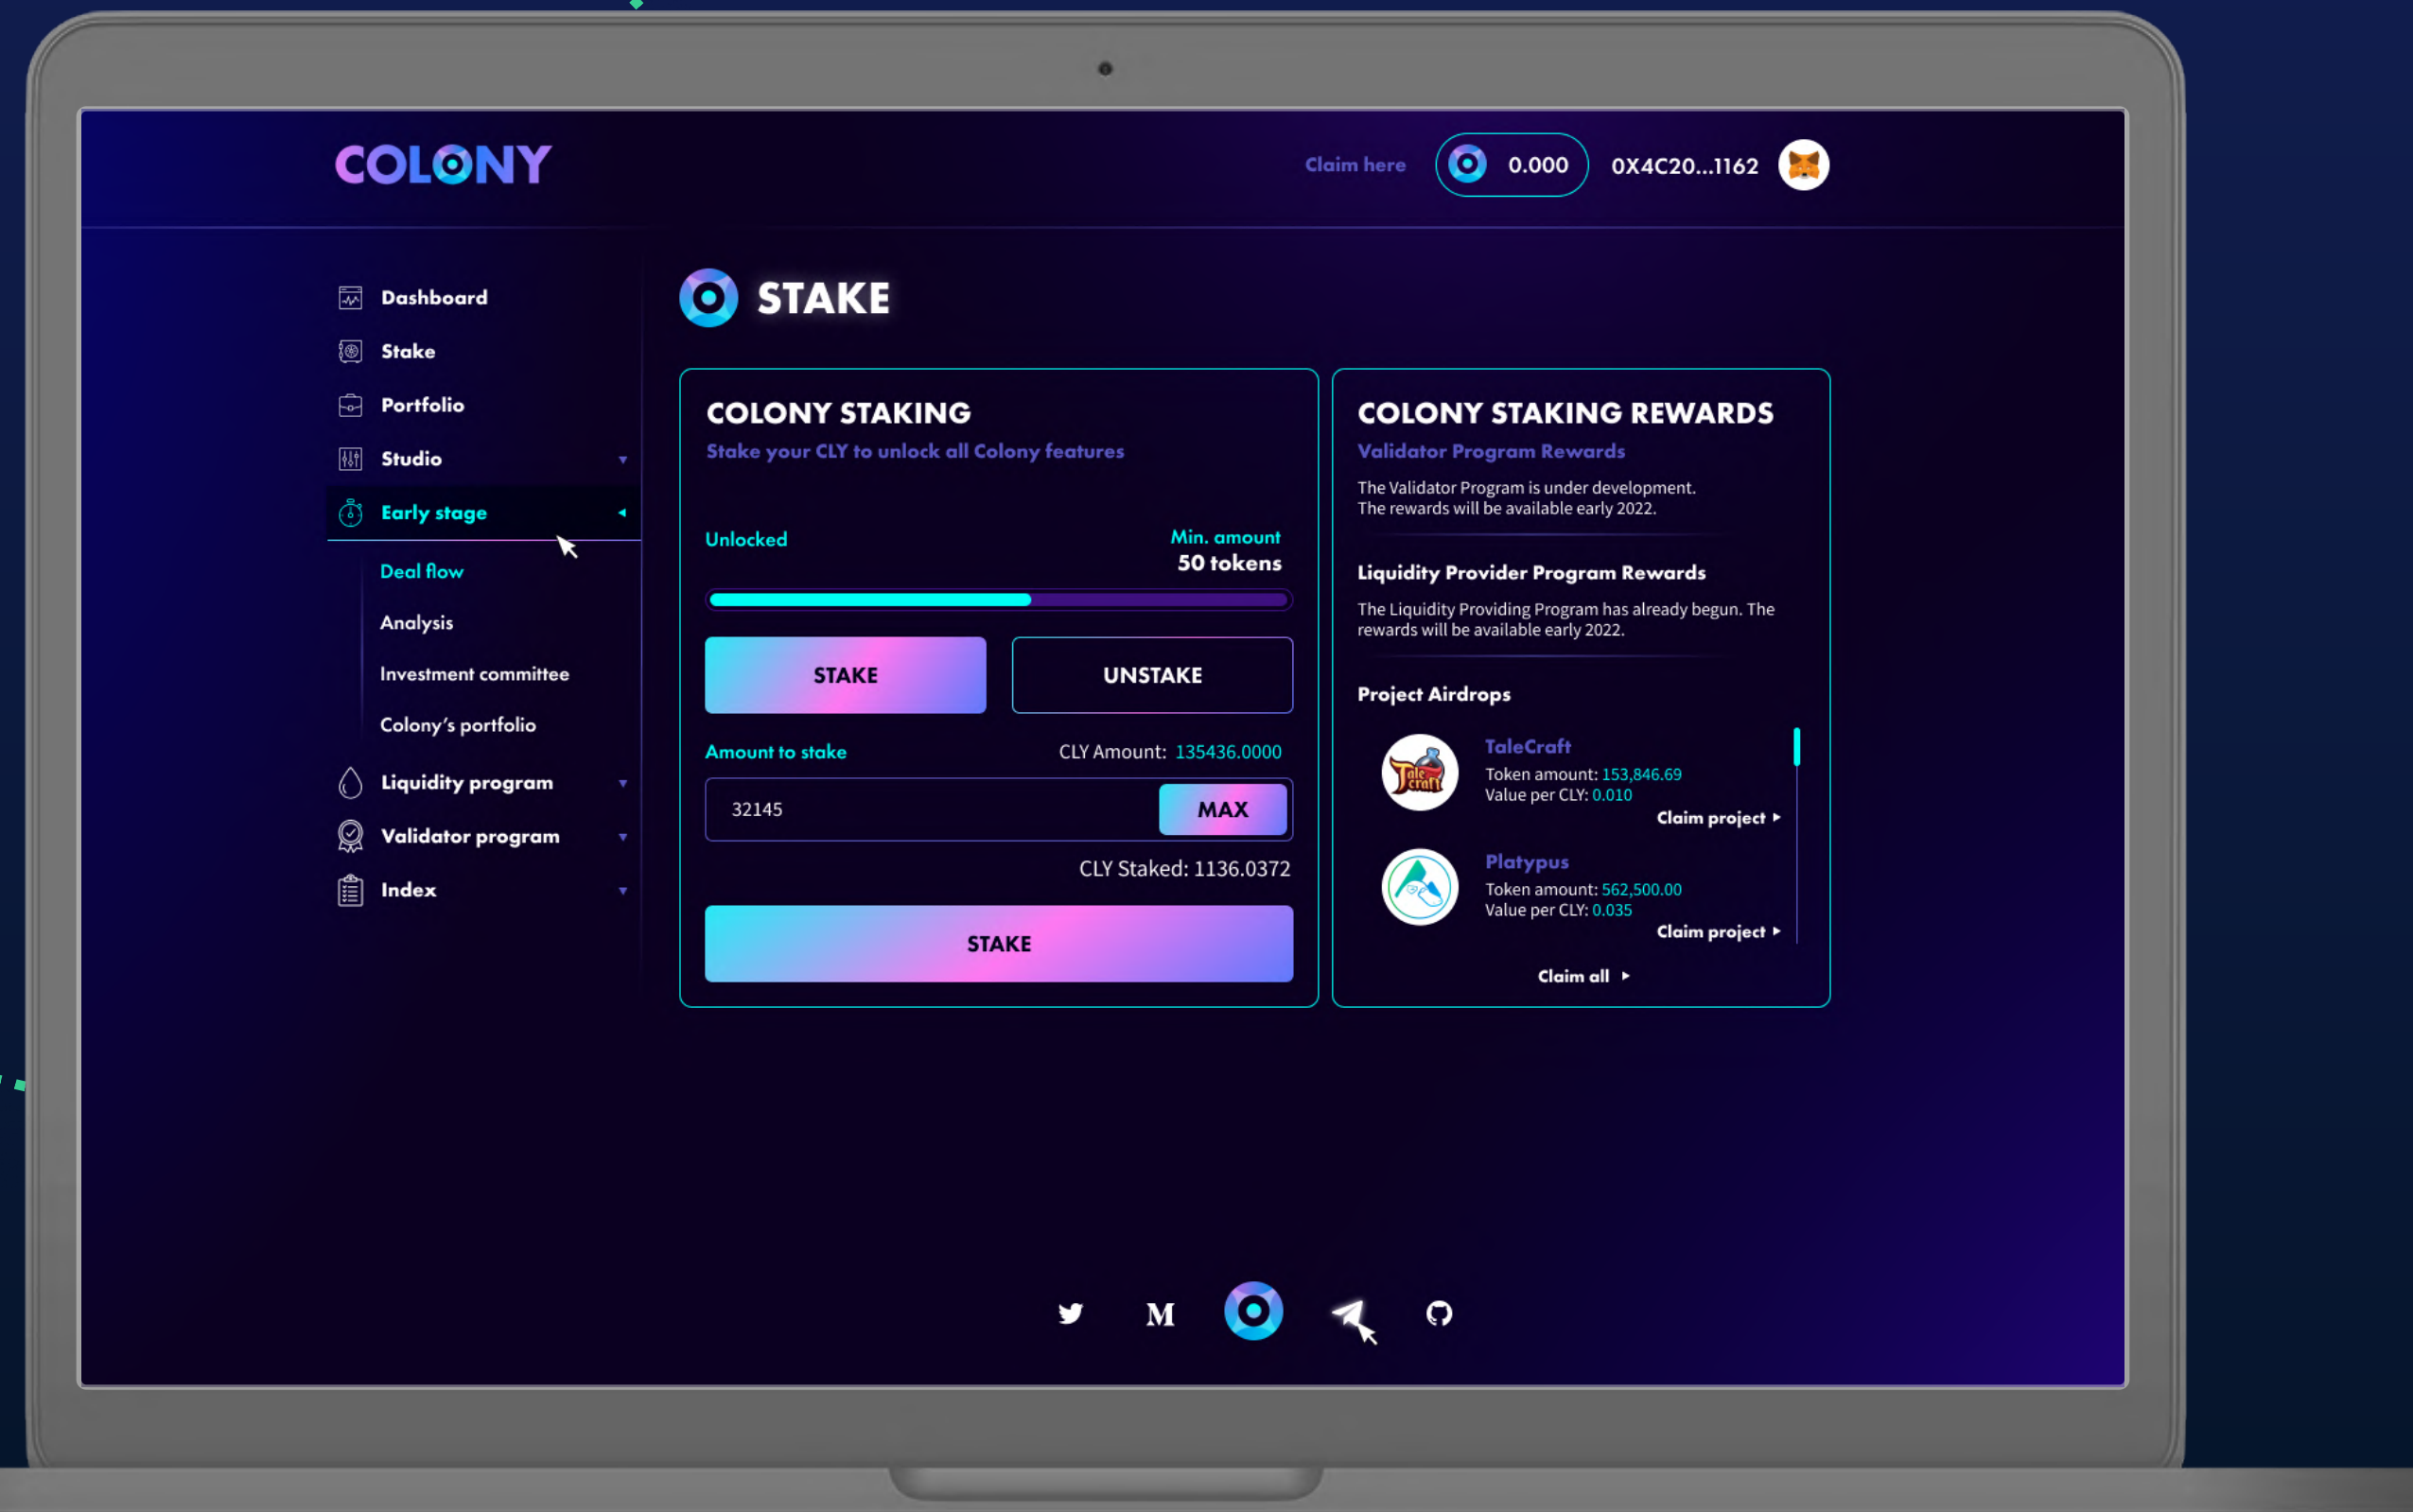 COLONY
Claim here
0.000
0X4C20...1162
Dashboard
Stake
Portfolio
Studio
Early stage
Deal flow
Analysis
Investment committee
Colony's portfolio
Liquidity program
Validator program
Index
STAKE
COLONY STAKING
Stake your CLY to unlock all Colony features
Unlocked
Min. amount
50 tokens
STAKE
UNSTAKE
Amount to stake
CLY Amount: 135436.0000
32145
MAX
CLY Staked: 1136.0372
STAKE
COLONY STAKING REWARDS
Validator Program Rewards
The Validator Program is under development.
The rewards will be available early 2022.
Liquidity Provider Program Rewards
The Liquidity Providing Program has already begun. The
rewards will be available early 2022.
Project Airdrops
Tale
craft
TaleCraft
Token amount: 153,846.69
Value per CLY: 0.010
Claim project
Platypus
Token amount: 562,500.00
Value per CLY: 0.035
Claim project
Claim all
M